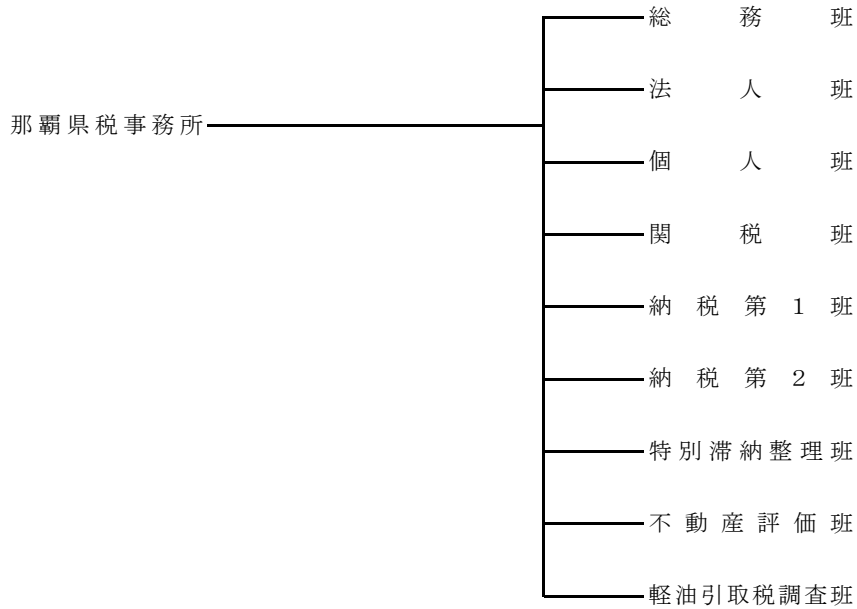 総務班
法人班
那覇県税事務所
個人班
関税班
納税第1班
納税第2班
特別滞納整理班
不動産評価班
軽油引取税調査班